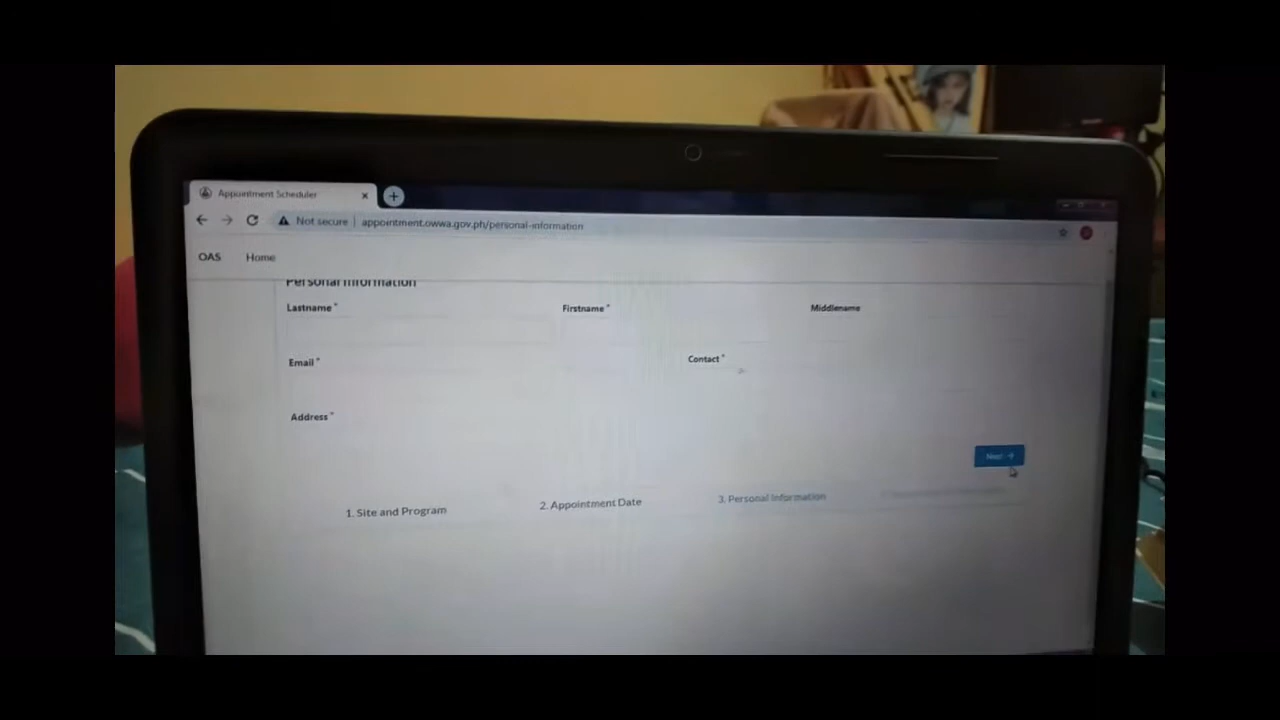 Appointment Scheduler
Not secure | appointment.owwa.gov.ph/personal-information
OAS Home
Personal Information
Lastname * Firstname * Middlename
Email * Contact *
Address *
Next →
1. Site and Program 2. Appointment Date 3. Personal Information